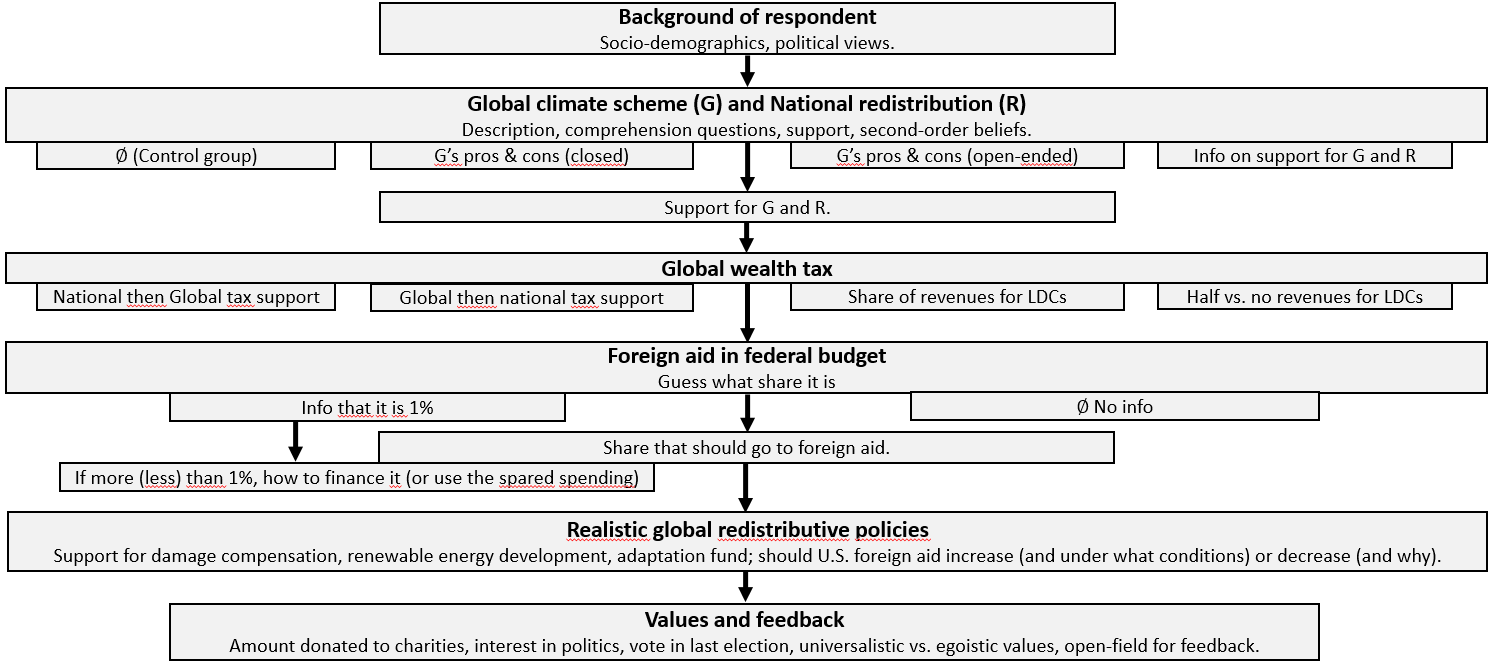 Background of respondent
Socio-demographics, political views.
Global climate scheme (G) and National redistribution (R)
Description, comprehension questions, support, second-order beliefs.
Ø (Control group)
G’s pros & cons (closed)
G’s pros & cons (open-ended)
Info on support for G and R
Support for G and R.
Global wealth tax
National then Global tax support
Global then national tax support
Share of revenues for LDCs
Half vs. no revenues for LDCs
Foreign aid in federal budget
Guess what share it is
Info that it is 1%
Ø No info
Share that should go to foreign aid.
If more (less) than 1%, how to finance it (or use the spared spending)
Realistic global redistributive policies
Support for damage compensation, renewable energy development, adaptation fund; should U.S. foreign aid increase (and under what conditions) or decrease (and why).
Values and feedback
Amount donated to charities, interest in politics, vote in last election, universalistic vs. egoistic values, open-field for feedback.